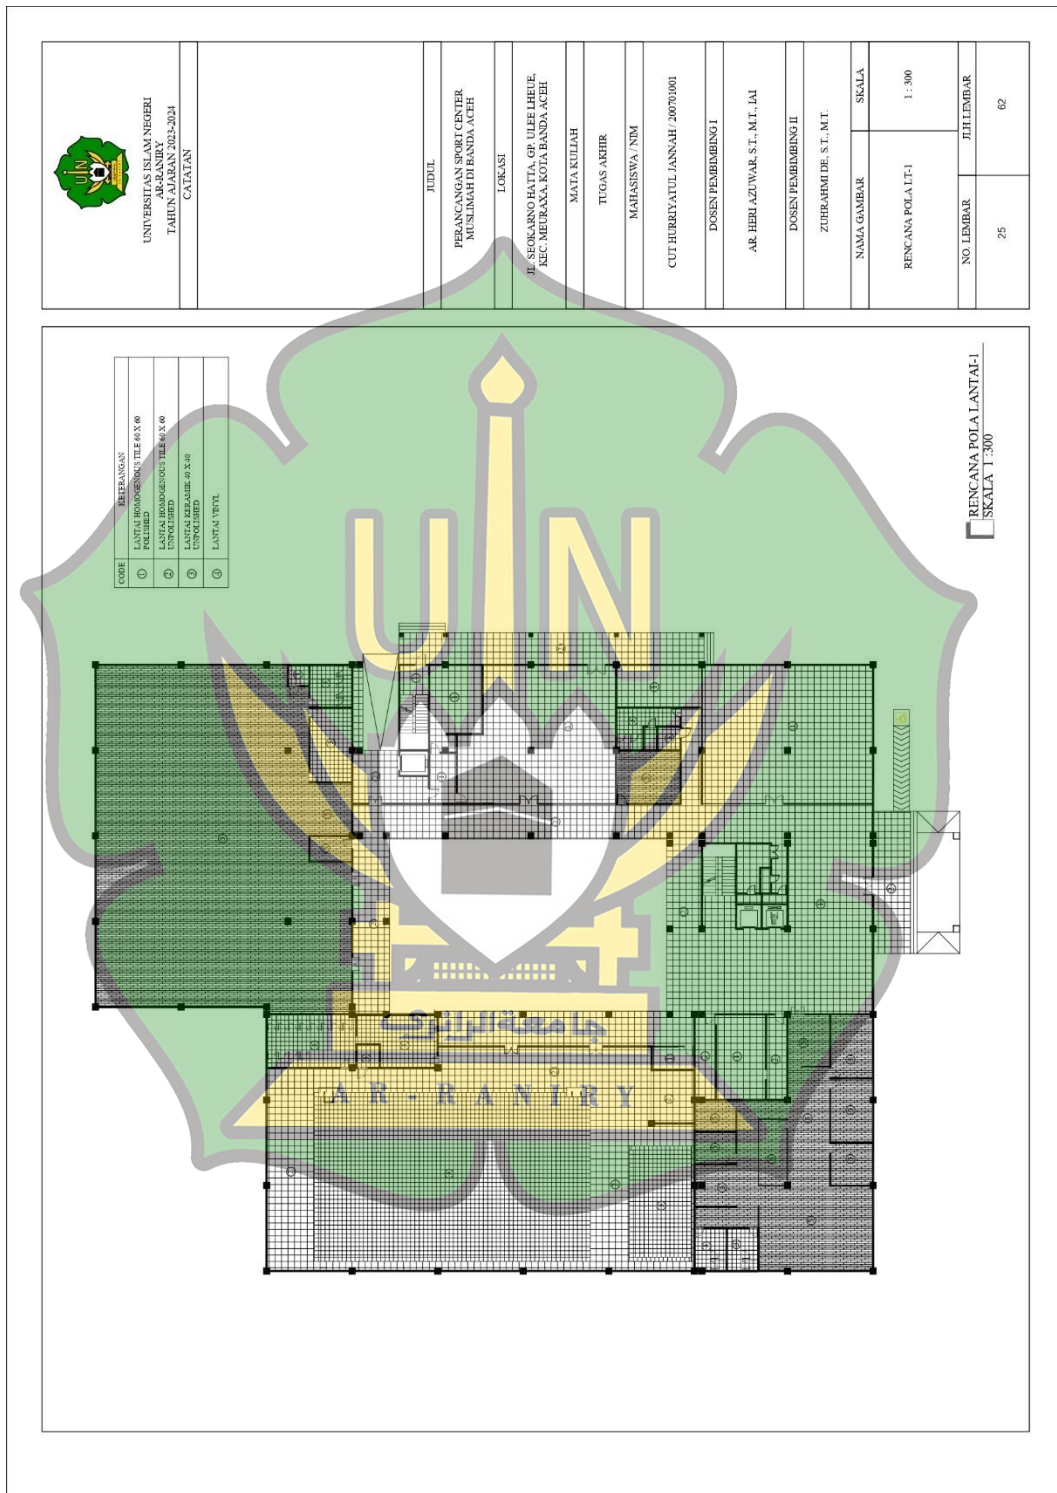 UNIVERSITAS ISLAM NEGERI
AR-RANIRY
TAHUN AJARAN 2023-2024
CATATAN
JUDUL
PERANCANGAN SPORT CENTER
MUSLIMAH DI BANDA ACEH
LOKASI
JL. SEOKARNO HATTA, GP. ULEE LHEUE,
KEC. MEURAXA, KOTA BANDA ACEH
MATA KULIAH
TUGAS AKHIR
MAHASISWA / NIM
CUT HURRIYATUL JANNAH / 200701001
DOSEN PEMBIMBING I
AR. HERI AZUWAR, S.T., M.T., IAI
DOSEN PEMBIMBING II
ZUHRAHMI DE, S.T., M.T.
NAMA GAMBAR SKALA
RENCANA POLA LT-1 1 : 300
NO. LEMBAR JLH LEMBAR
25 62
CODE KETERANGAN
1 LANTAI HOMOGENOUS TILE 60 X 60
POLISHED
2 LANTAI HOMOGENOUS TILE 60 X 60
UNPOLISHED
3 LANTAI KERAMIK 40 X 40
UNPOLISHED
4 LANTAI VINYL
RENCANA POLA LANTAI-1
SKALA 1 :300
UIN
جامعة الرانري
AR-RANIRY